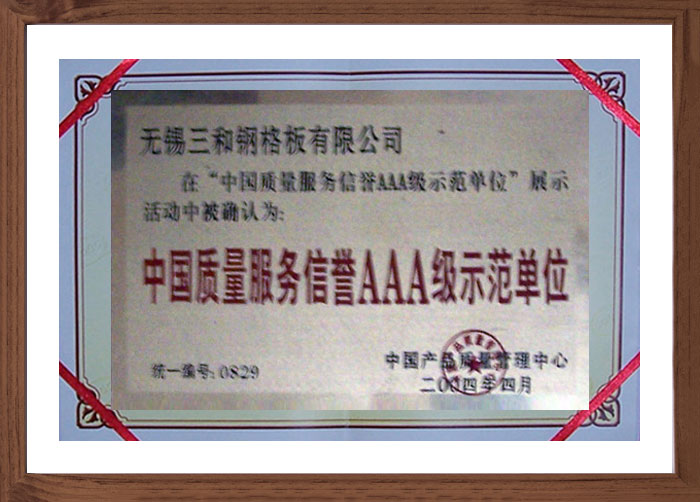 无锡三和钢格板有限公司
在“中国质量服务信誉AAA级示范单位”展示
活动中被确认为:
中国质量服务信誉AAA级示范单位
统一编号:0829
中国产品质量管理中心
二00四年四月